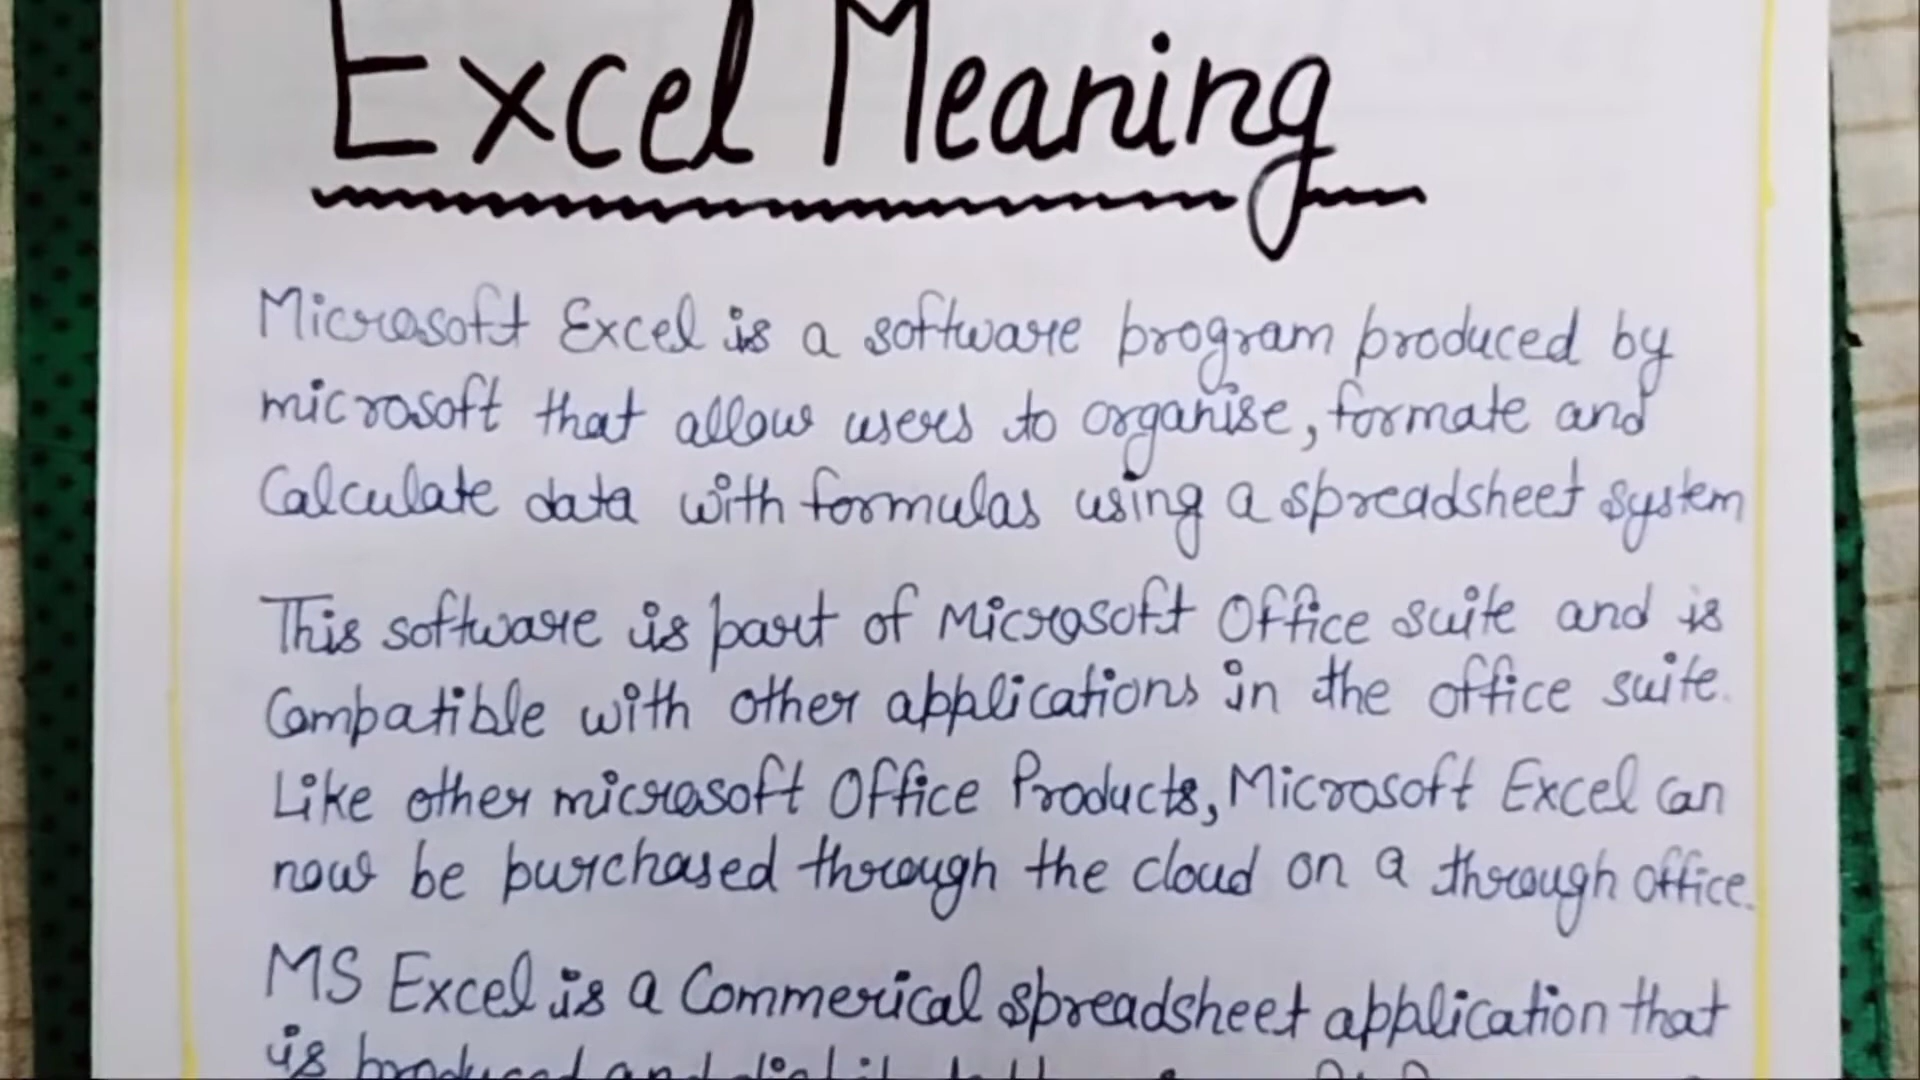 Excel Meaning
Microsoft Excel is a software program produced by
microsoft that allow users to organise, formate and
Calculate data with formulas using a spreadsheet system
This software is part of Microsoft Office suite and is
Compatible with other applications in the office suite.
Like other microsoft Office Products, Microsoft Excel can
now be purchased through the cloud on a through office.
MS Excel is a Commerical spreadsheet application that
is produced and